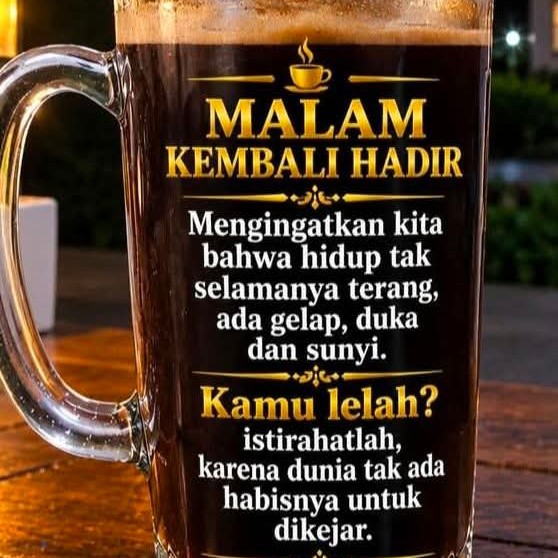 MALAM
KEMBALI HADIR
Mengingatkan kita
bahwa hidup tak
selamanya terang,
ada gelap, duka
dan sunyi.
Kamu lelah?
istirahatlah,
karena dunia tak ada
habisnya untuk
dikejar.